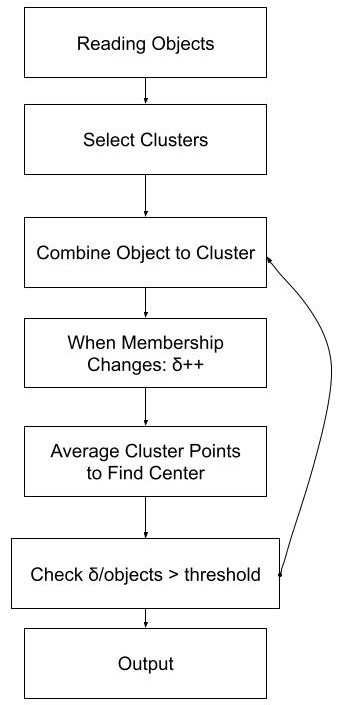 Reading Objects
Select Clusters
Combine Object to Cluster
When Membership
Changes: δ++
Average Cluster Points
to Find Center
Check δ/objects > threshold
Output